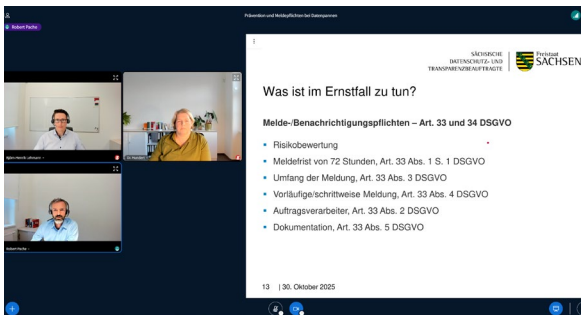 Prävention und Meldepflichten bei Datenpannen
Robert Pache
SÄCHSISCHE
DATENSCHUTZ- UND
TRANSPARENZBEAUFTRAGTE
Freistaat
SACHSEN
Was ist im Ernstfall zu tun?
Melde-/Benachrichtigungspflichten – Art. 33 und 34 DSGVO
Risikobewertung
Meldefrist von 72 Stunden, Art. 33 Abs. 1 S. 1 DSGVO
Umfang der Meldung, Art. 33 Abs. 3 DSGVO
Vorläufige/schrittweise Meldung, Art. 33 Abs. 4 DSGVO
Auftragsverarbeiter, Art. 33 Abs. 2 DSGVO
Dokumentation, Art. 33 Abs. 5 DSGVO
13 | 30. Oktober 2025
Robert Pache